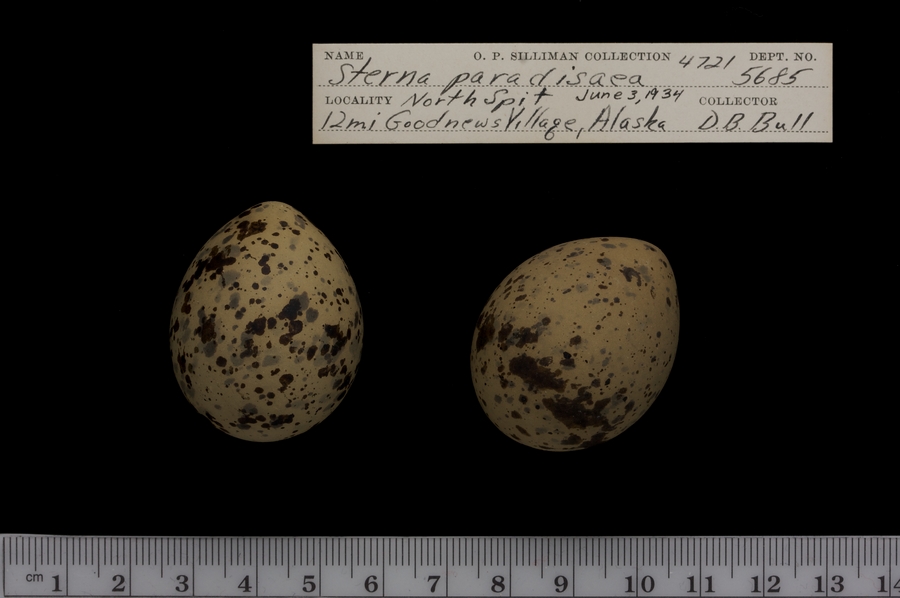 NAME O. P. SILLIMAN COLLECTION 4721 DEPT. NO.
Sterna paradisaea 5685
LOCALITY North Spit June 3, 1934 COLLECTOR
12mi Goodnews Village, Alaska D.B. Bull
cm 1 2 3 4 5 6 7 8 9 10 11 12 13 14